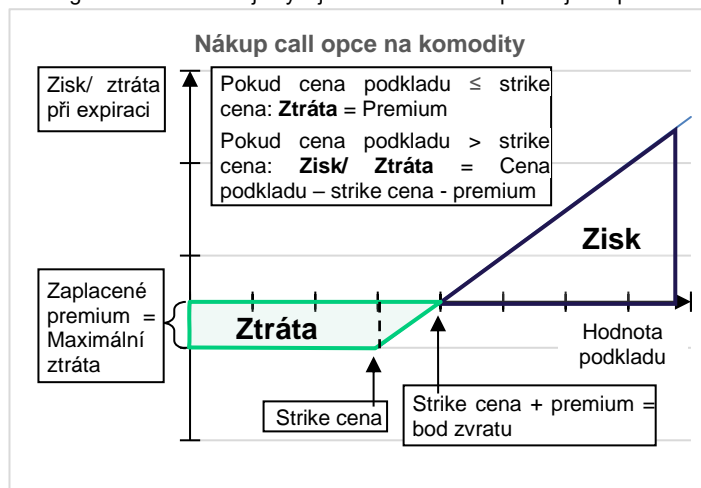 Nákup call opce na komodity
Zisk/ ztráta
při expiraci
Pokud cena podkladu ≤ strike
cena: Ztráta = Premium
Pokud cena podkladu > strike
cena: Zisk/ Ztráta = Cena
podkladu – strike cena - premium
Zisk
Zaplacené
premium =
Maximální
ztráta
Ztráta
Hodnota
podkladu
Strike cena
Strike cena + premium =
bod zvratu